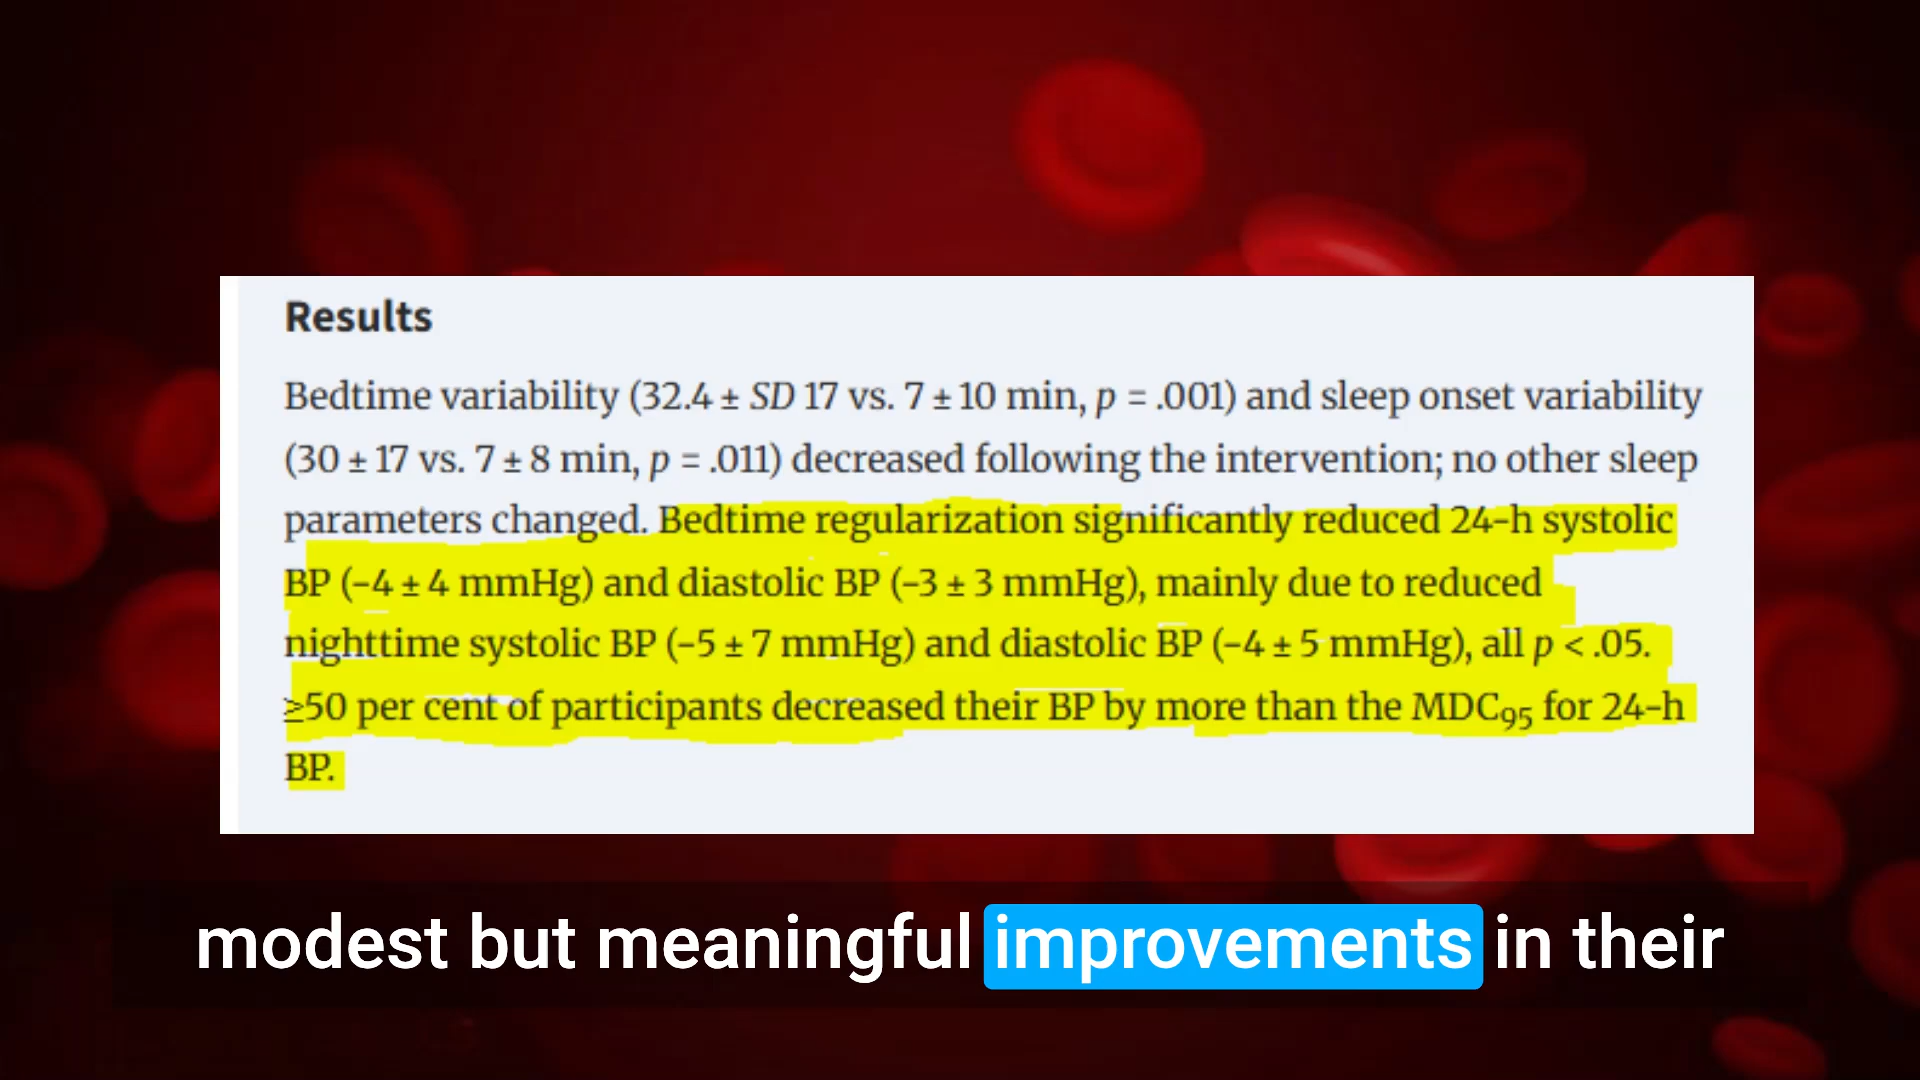 Results
Bedtime variability (32.4 ± SD 17 vs. 7 ± 10 min, p = .001) and sleep onset variability
(30 ± 17 vs. 7 ± 8 min, p = .011) decreased following the intervention; no other sleep
parameters changed. Bedtime regularization significantly reduced 24-h systolic
BP (−4 ± 4 mmHg) and diastolic BP (−3 ± 3 mmHg), mainly due to reduced
nighttime systolic BP (−5 ± 7 mmHg) and diastolic BP (−4 ± 5 mmHg), all p < .05.
≥50 per cent of participants decreased their BP by more than the MDC₉₅ for 24-h
BP.
modest but meaningful improvements in their